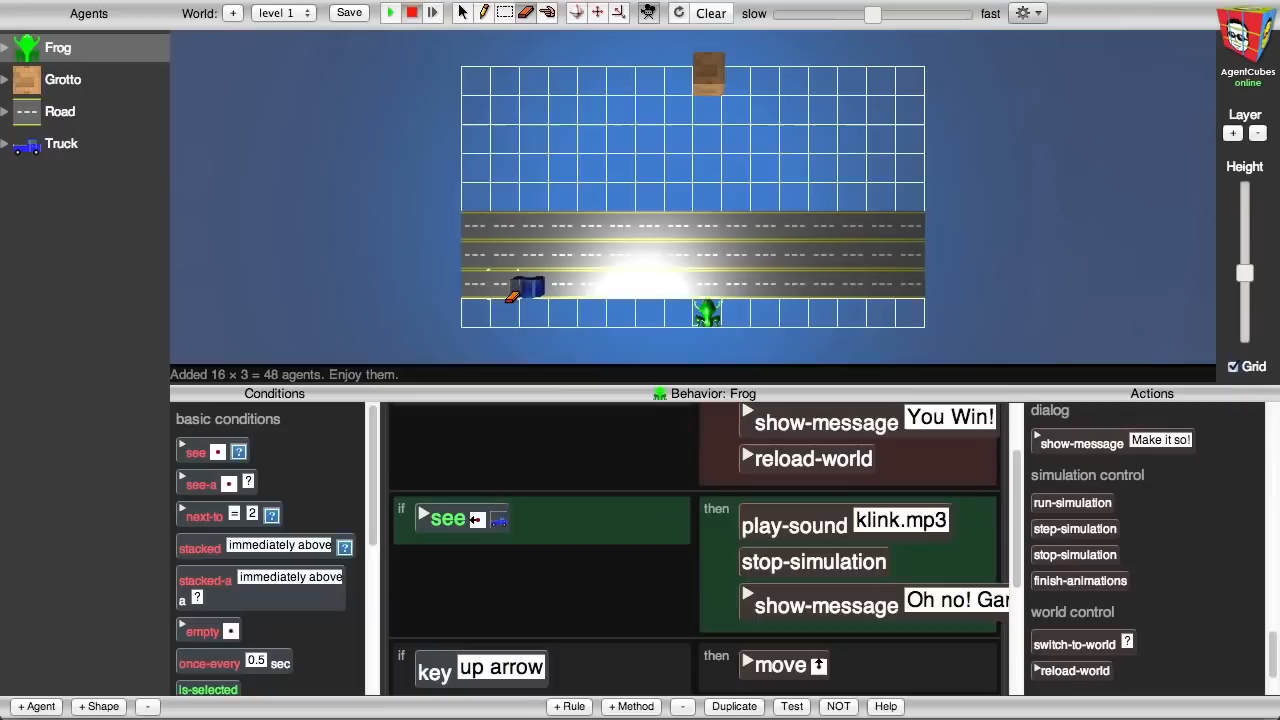 Agents
World: + level 1 Save Clear slow fast
Frog
Grotto
Road
Truck
AgentCubes
online
Layer
+ -
Height
Grid
Added 16 × 3 = 48 agents. Enjoy them.
Conditions
basic conditions
see ?
see-a ?
next-to = 2 ?
stacked immediately above ?
stacked-a immediately above
a ?
empty
once-every 0.5 sec
is-selected
Behavior: Frog
show-message You Win!
reload-world
if see then play-sound klink.mp3
stop-simulation
show-message Oh no! Gar
if key up arrow then move
Actions
dialog
show-message Make it so!
simulation control
run-simulation
step-simulation
stop-simulation
finish-animations
world control
switch-to-world ?
reload-world
+ Agent + Shape - + Rule + Method - Duplicate Test NOT Help